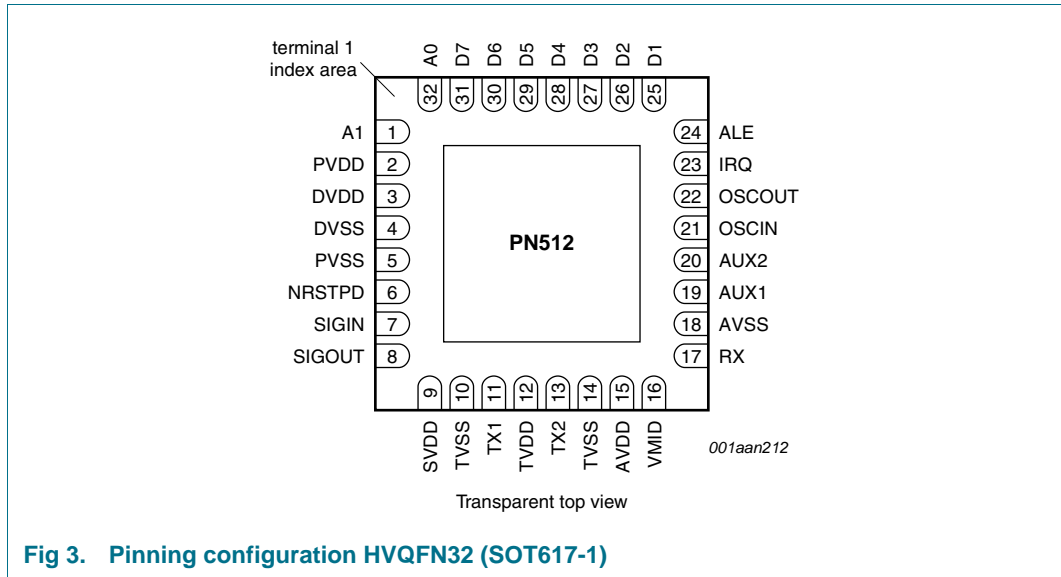 terminal 1
index area
A0
D7
D6
D5
D4
D3
D2
D1
32
31
30
29
28
27
26
25
A1 1
PVDD 2
DVDD 3
DVSS 4
PVSS 5
NRSTPD 6
SIGIN 7
SIGOUT 8
24 ALE
23 IRQ
22 OSCOUT
21 OSCIN
20 AUX2
19 AUX1
18 AVSS
17 RX
PN512
9
10
11
12
13
14
15
16
SVDD
TVSS
TX1
TVDD
TX2
TVSS
AVDD
VMID
001aan212
Transparent top view
Fig 3. Pinning configuration HVQFN32 (SOT617-1)